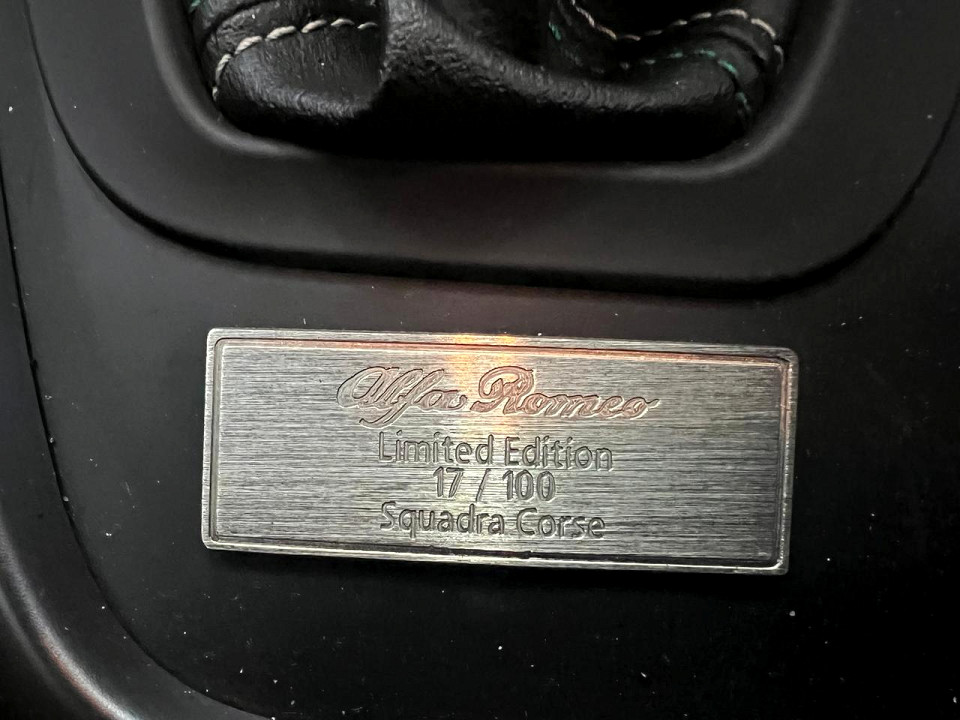 Alfa Romeo
Limited Edition
17 / 100
Squadra Corse